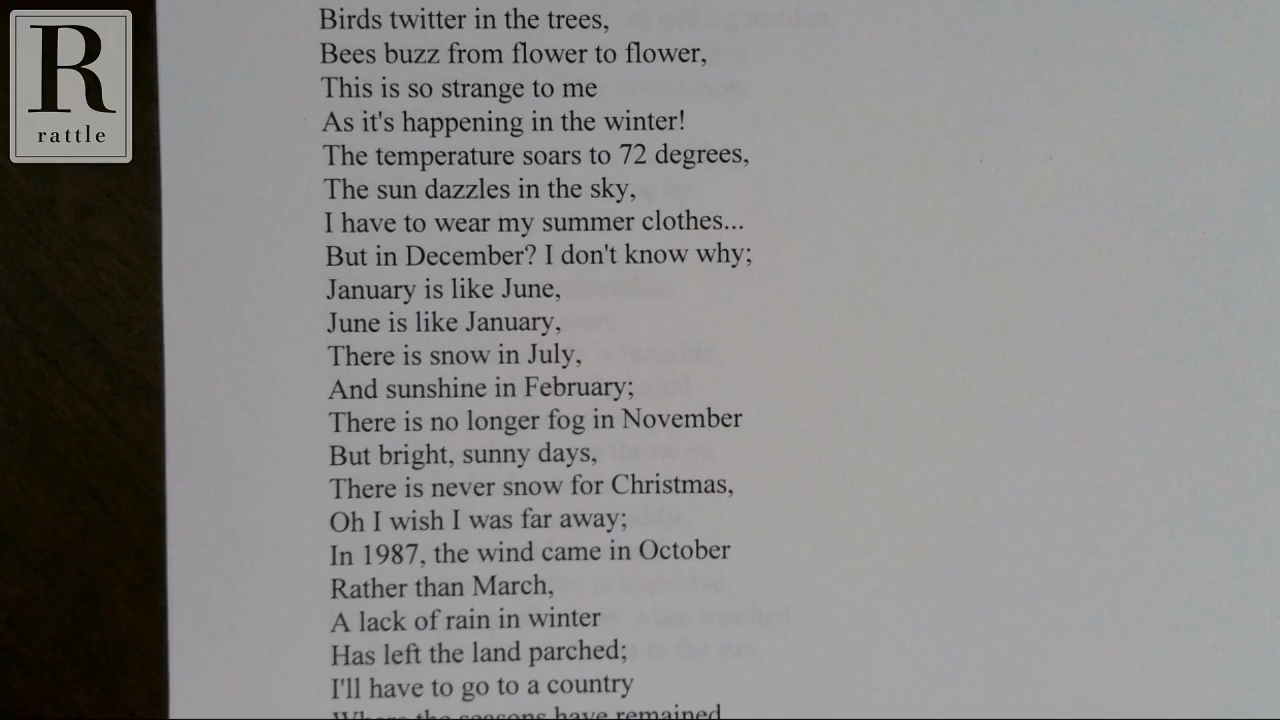 R
rattle
Birds twitter in the trees,
Bees buzz from flower to flower,
This is so strange to me
As it's happening in the winter!
The temperature soars to 72 degrees,
The sun dazzles in the sky,
I have to wear my summer clothes...
But in December? I don't know why;
January is like June,
June is like January,
There is snow in July,
And sunshine in February;
There is no longer fog in November
But bright, sunny days,
There is never snow for Christmas,
Oh I wish I was far away;
In 1987, the wind came in October
Rather than March,
A lack of rain in winter
Has left the land parched;
I'll have to go to a country
Where the seasons have remained